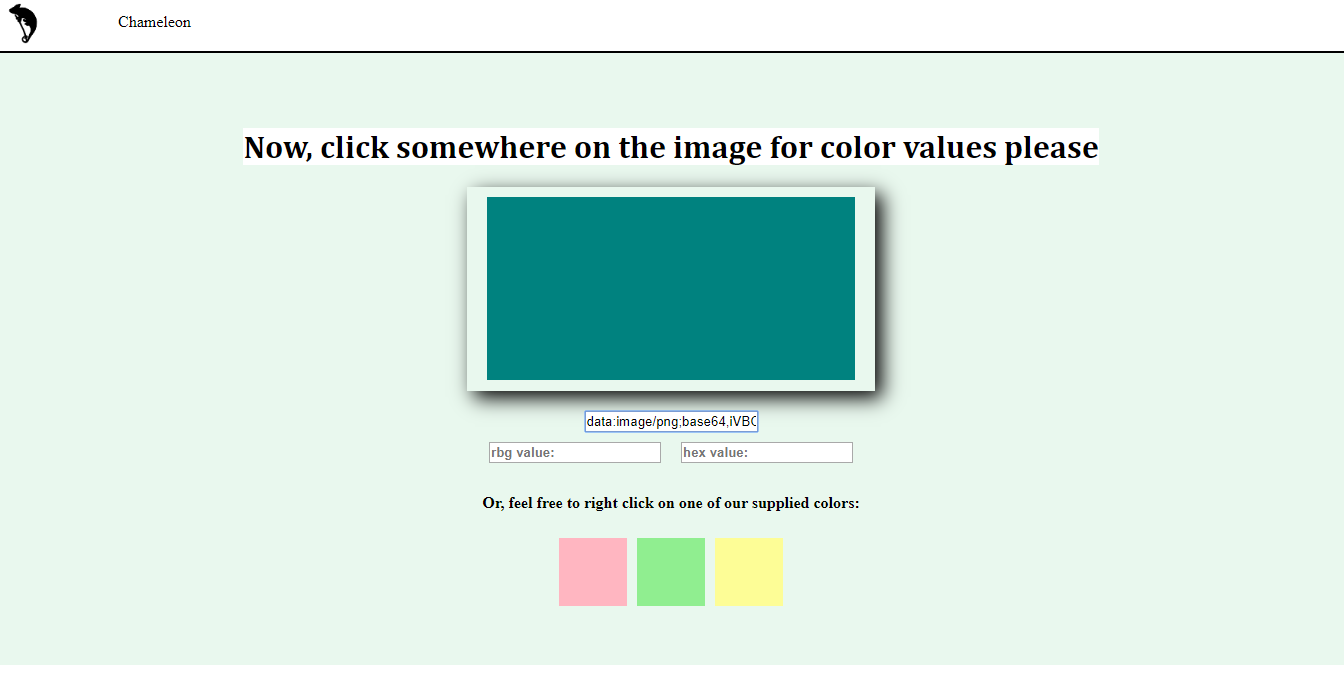 Chameleon
Now, click somewhere on the image for color values please
data:image/png;base64,iVBO
rbg value:
hex value:
Or, feel free to right click on one of our supplied colors: